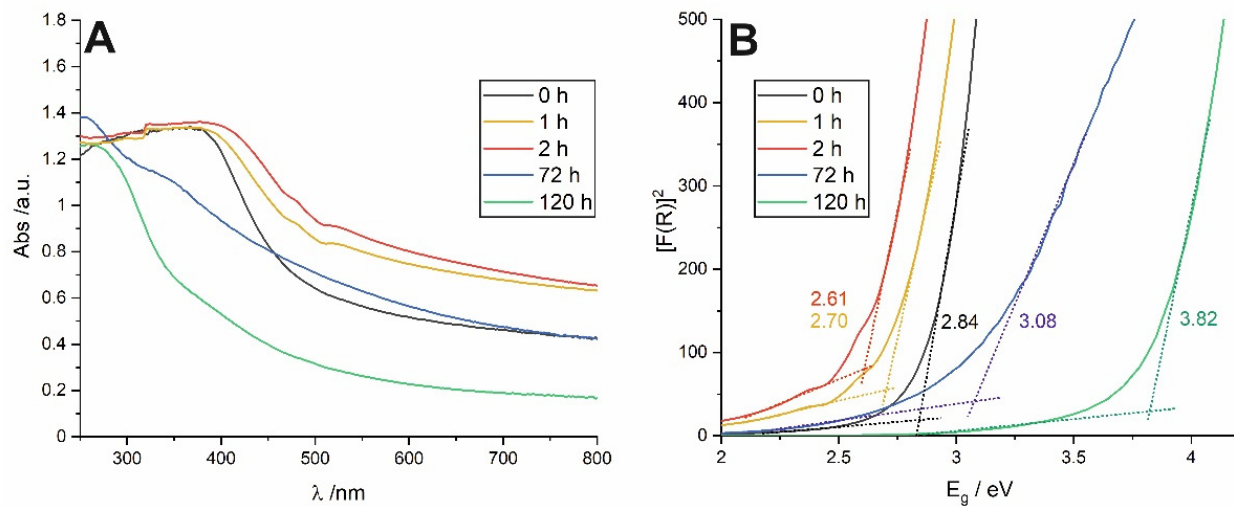 A
1.8
1.6
1.4
1.2
1
0.8
0.6
0.4
0.2
0
Abs /a.u.
300 400 500 600 700 800
λ /nm
0 h
1 h
2 h
72 h
120 h
B
500
400
300
200
100
0
[F(R)]²
2 2.5 3 3.5 4
E_g / eV
0 h
1 h
2 h
72 h
120 h
2.61
2.70
2.84
3.08
3.82